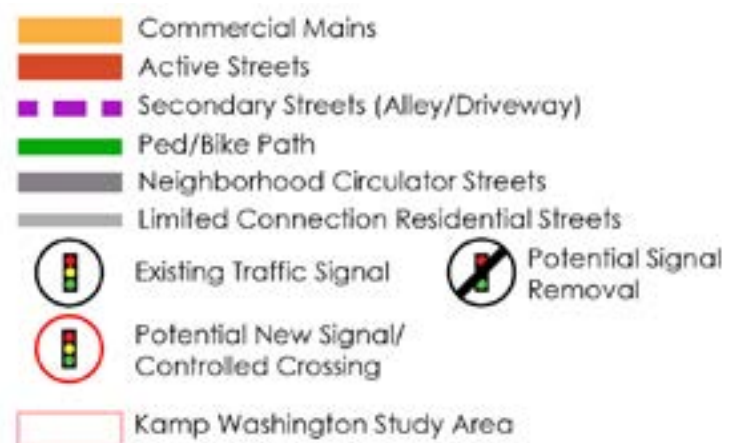 Commercial Mains
Active Streets
Secondary Streets (Alley/Driveway)
Ped/Bike Path
Neighborhood Circulator Streets
Limited Connection Residential Streets
Existing Traffic Signal
Potential Signal
Removal
Potential New Signal/
Controlled Crossing
Kamp Washington Study Area